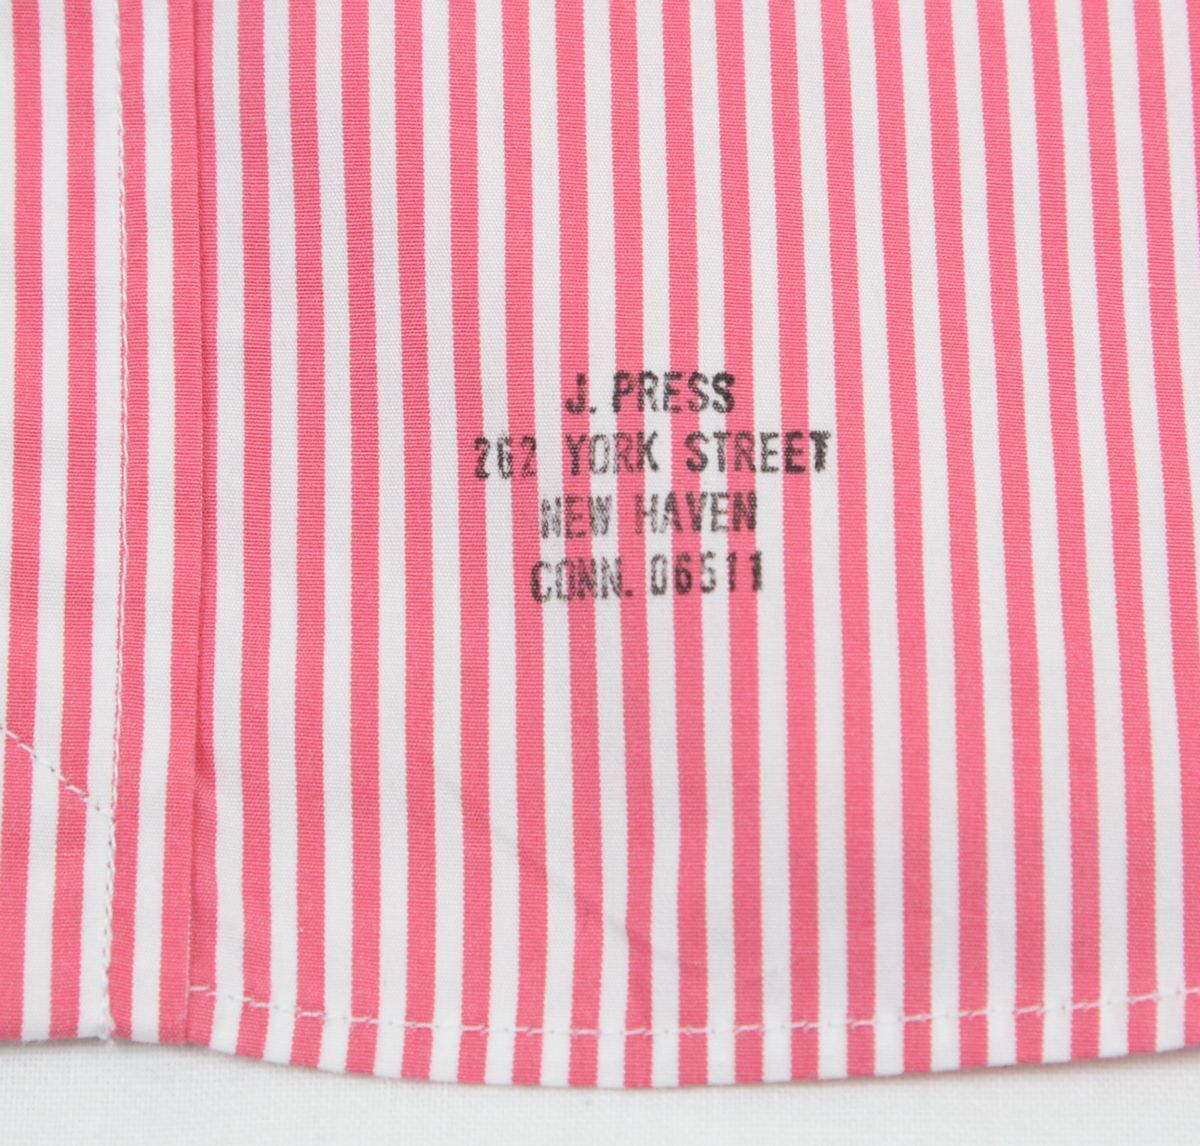 J. PRESS
262 YORK STREET
NEW HAVEN
CONN. 06511